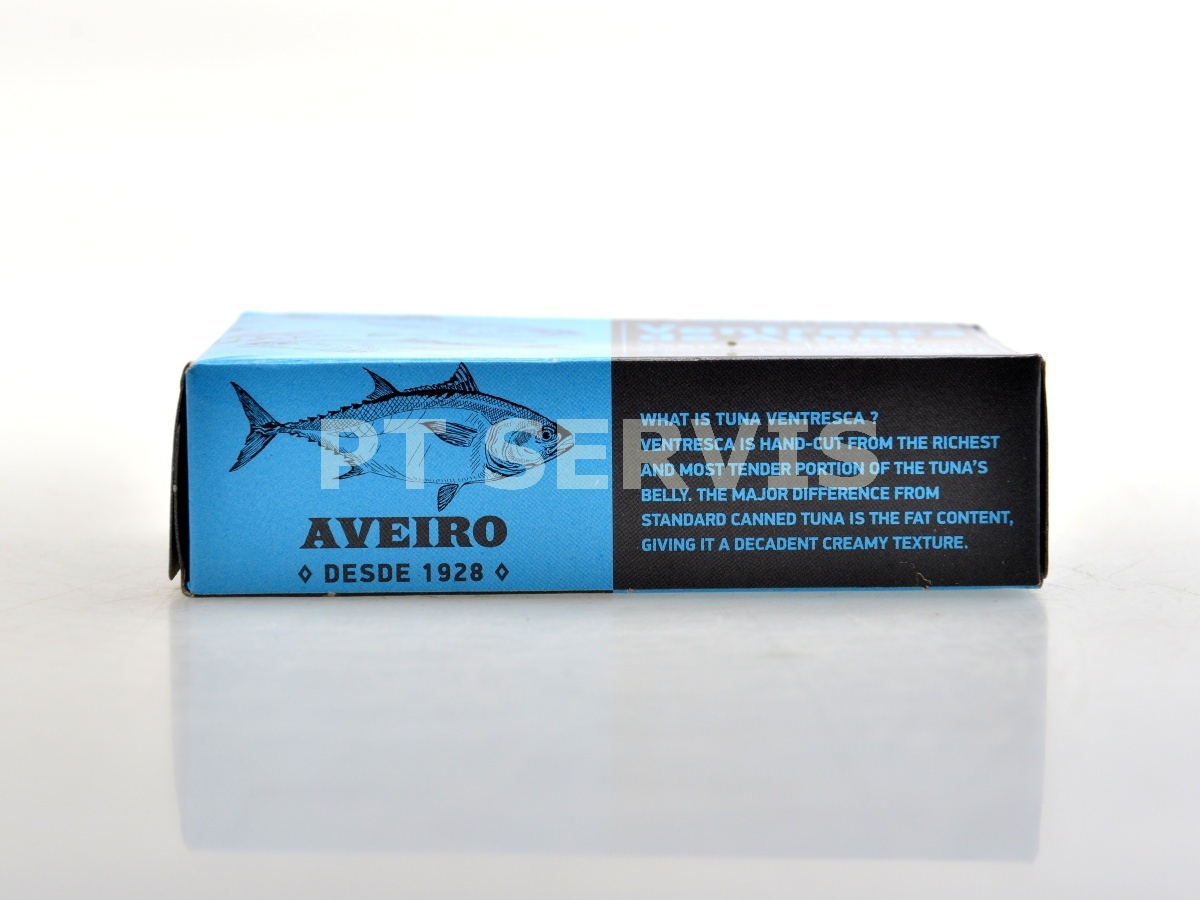 Ventresca
PT SERVIS
AVEIRO
◊ DESDE 1928 ◊
WHAT IS TUNA VENTRESCA ?
VENTRESCA IS HAND-CUT FROM THE RICHEST
AND MOST TENDER PORTION OF THE TUNA'S
BELLY. THE MAJOR DIFFERENCE FROM
STANDARD CANNED TUNA IS THE FAT CONTENT,
GIVING IT A DECADENT CREAMY TEXTURE.